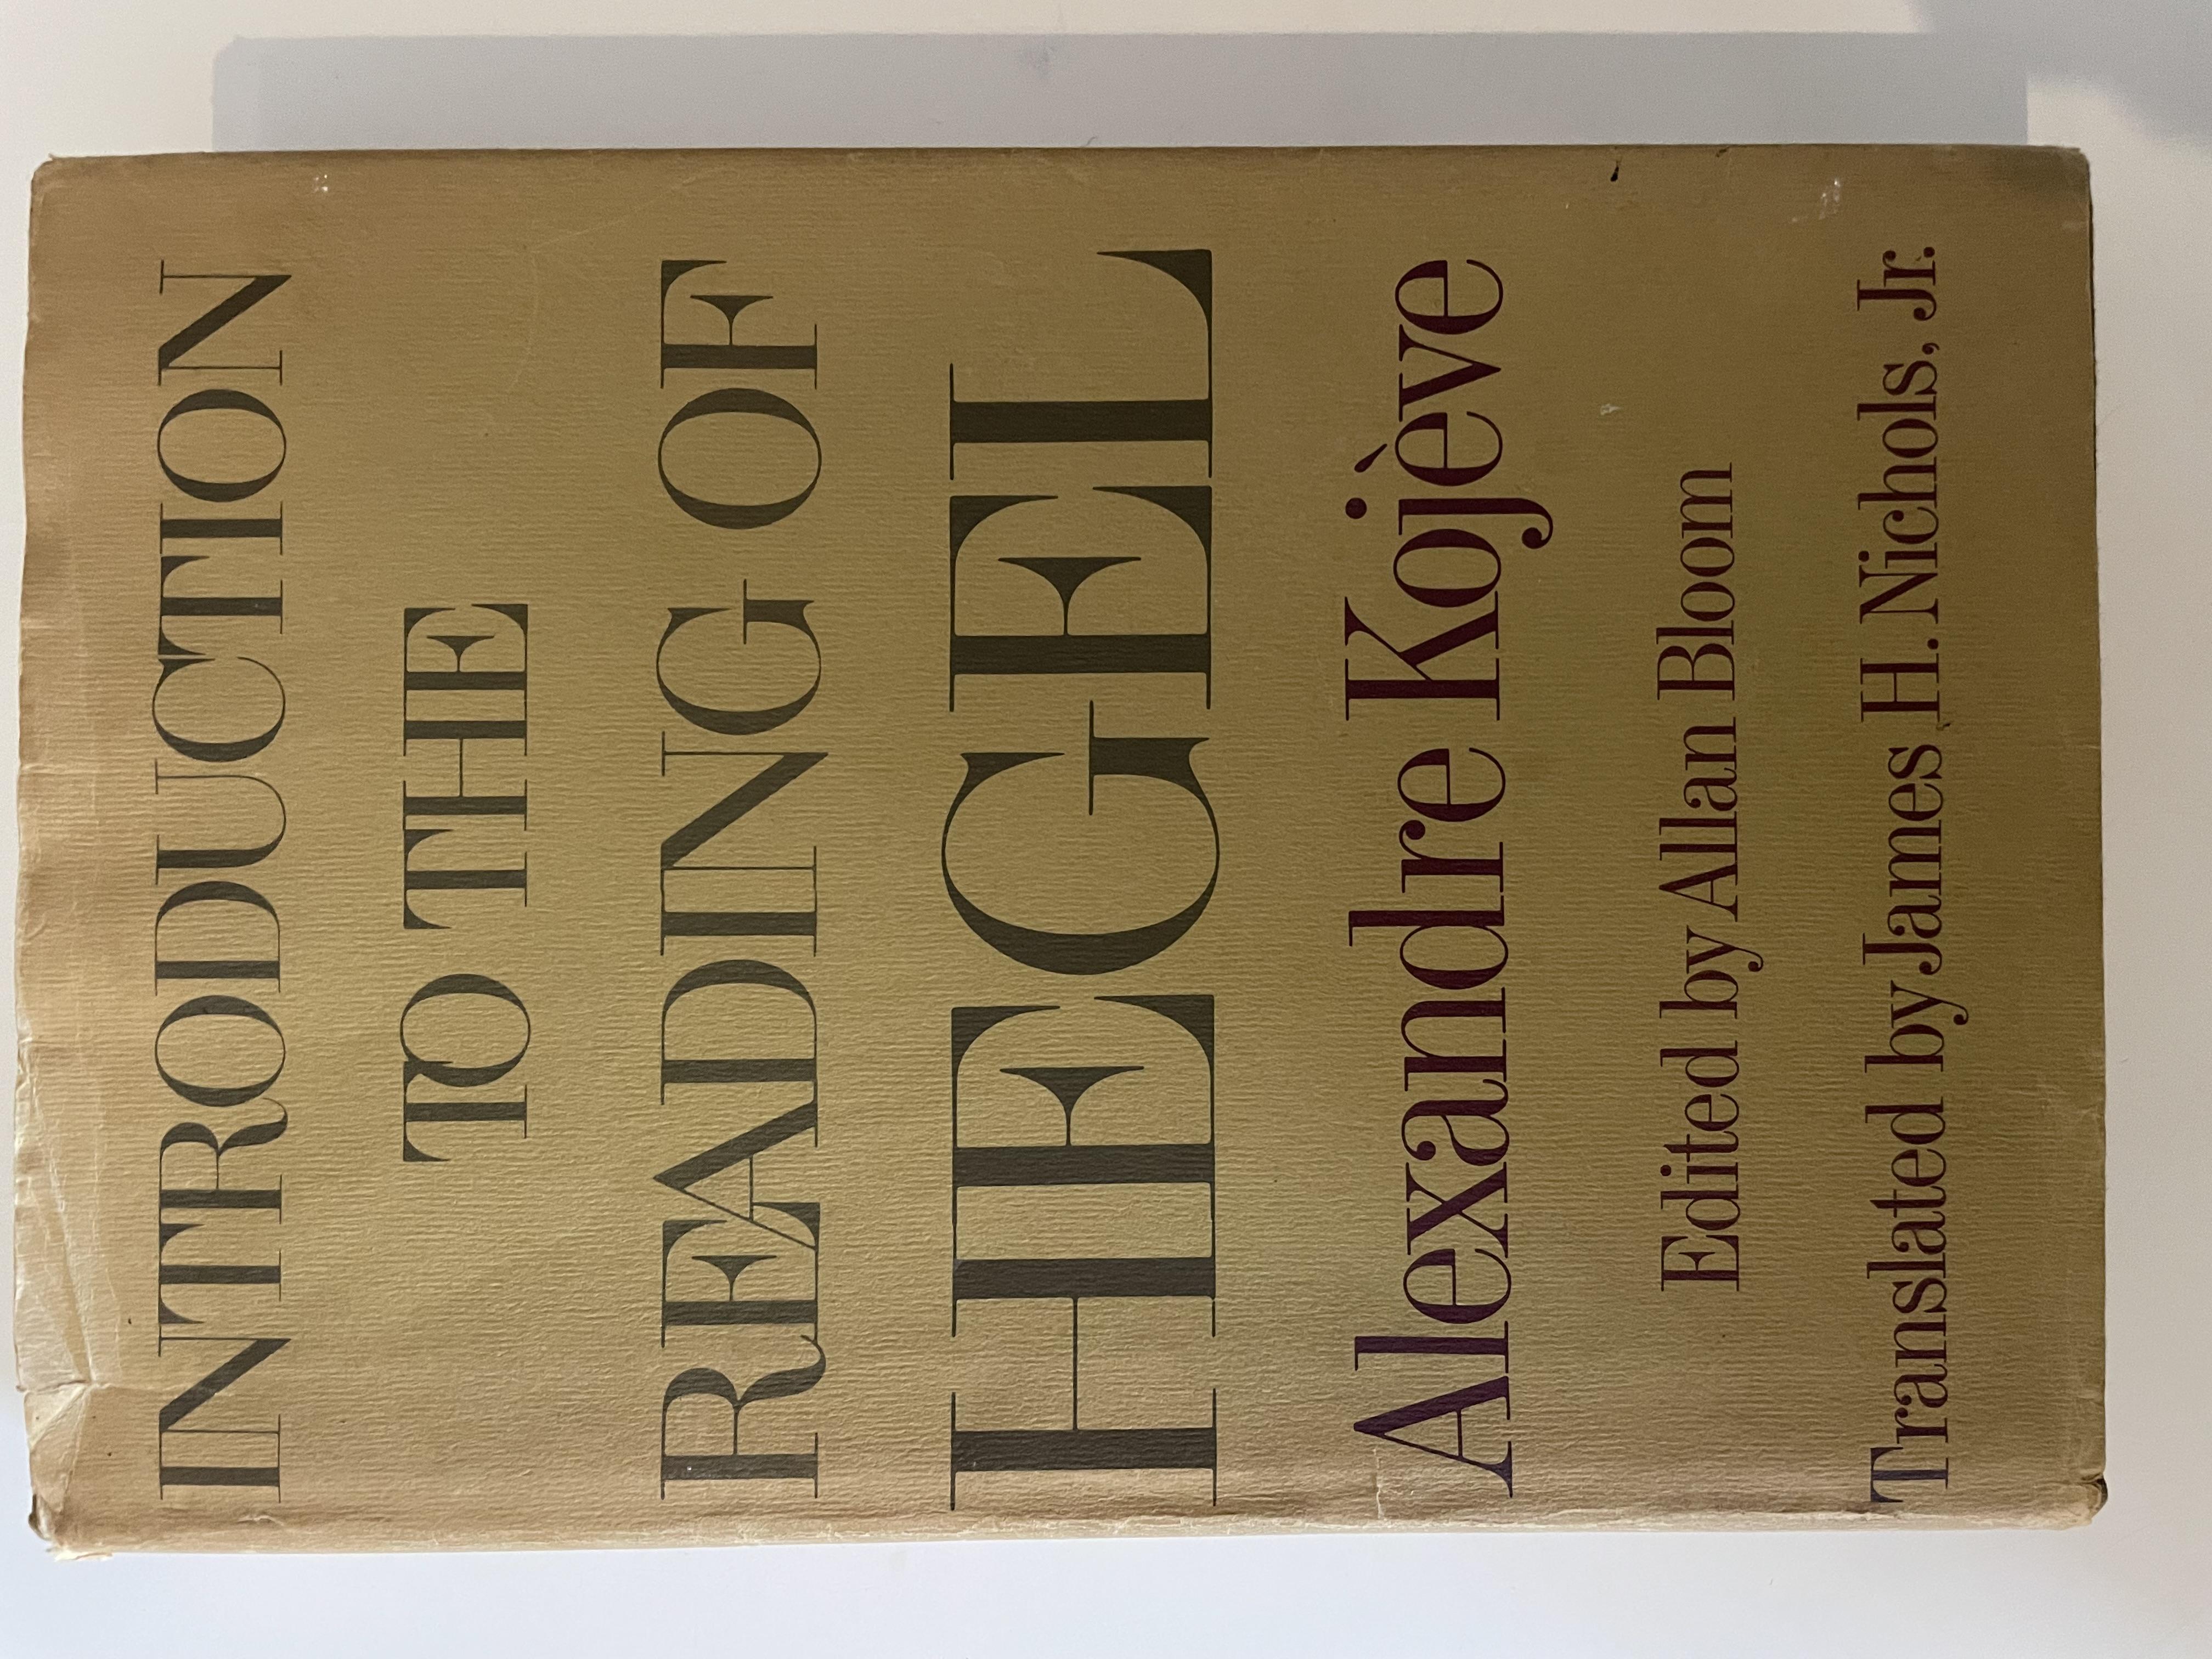 INTRODUCTION
TO THE
READING OF
HEGEL
Alexandre Kojève
Edited by Allan Bloom
Translated by James H. Nichols, Jr.